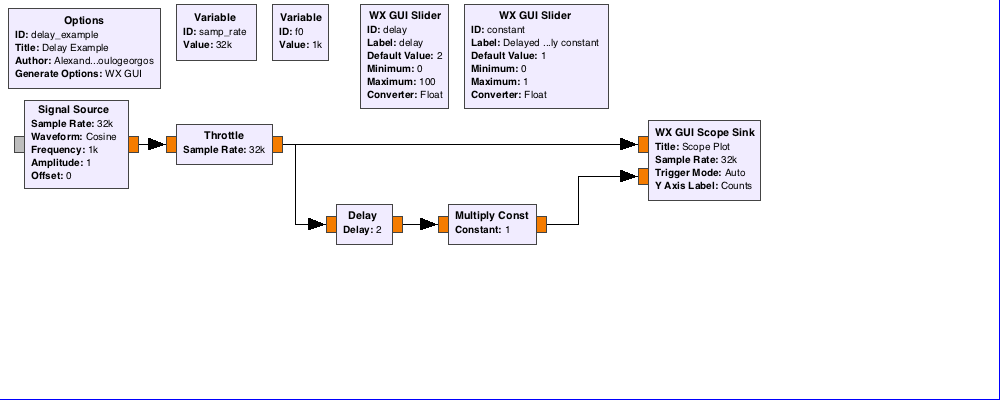 Options
ID: delay_example
Title: Delay Example
Author: Alexand...oulogeorgos
Generate Options: WX GUI
Variable
ID: samp_rate
Value: 32k
Variable
ID: f0
Value: 1k
WX GUI Slider
ID: delay
Label: delay
Default Value: 2
Minimum: 0
Maximum: 100
Converter: Float
WX GUI Slider
ID: constant
Label: Delayed ...ly constant
Default Value: 1
Minimum: 0
Maximum: 1
Converter: Float
Signal Source
Sample Rate: 32k
Waveform: Cosine
Frequency: 1k
Amplitude: 1
Offset: 0
Throttle
Sample Rate: 32k
WX GUI Scope Sink
Title: Scope Plot
Sample Rate: 32k
Trigger Mode: Auto
Y Axis Label: Counts
Delay
Delay: 2
Multiply Const
Constant: 1